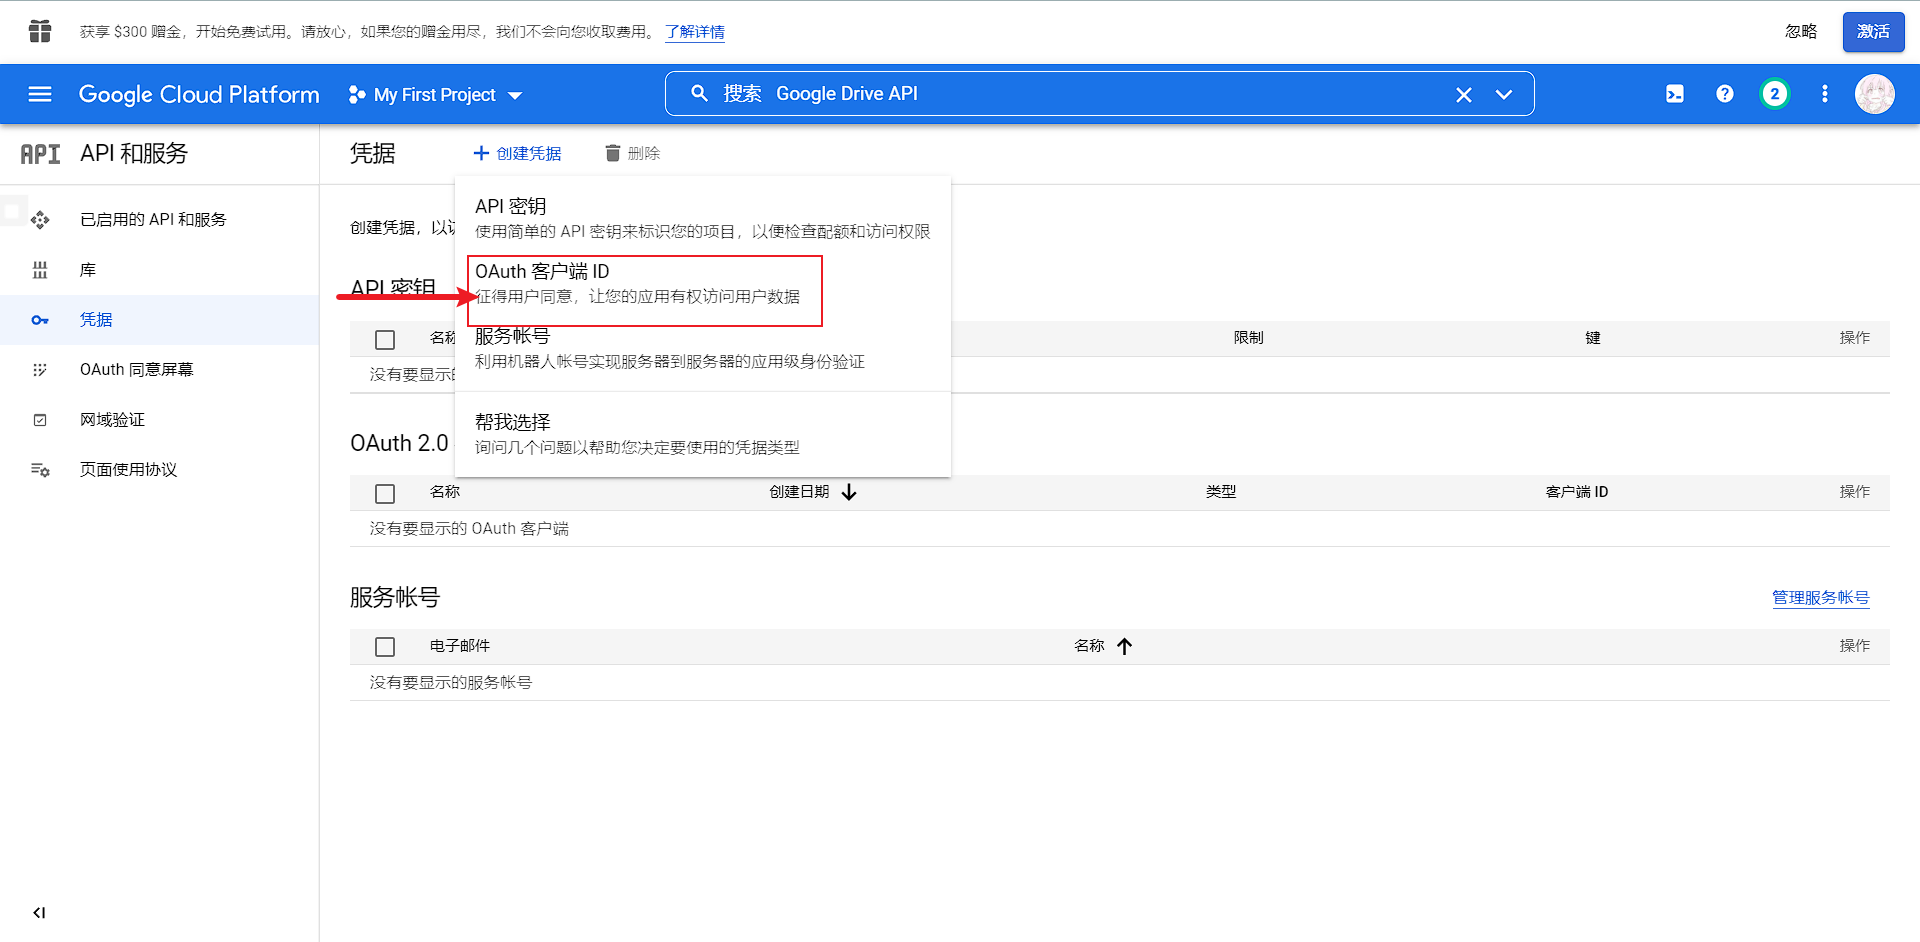 获享 $300 赠金，开始免费试用。请放心，如果您的赠金用尽，我们不会向您收取费用。 了解详情
忽略
激活
Google Cloud Platform
My First Project
搜索 Google Drive API
2
API API 和服务
已启用的 API 和服务
库
凭据
OAuth 同意屏幕
网域验证
页面使用协议
凭据
创建凭据
删除
创建凭据，以
API 密钥
使用简单的 API 密钥来标识您的项目，以便检查配额和访问权限
OAuth 客户端 ID
征得用户同意，让您的应用有权访问用户数据
服务帐号
利用机器人帐号实现服务器到服务器的应用级身份验证
帮我选择
询问几个问题以帮助您决定要使用的凭据类型
API 密钥
名称 限制 键 操作
没有要显示的
OAuth 2.0
名称 创建日期 类型 客户端 ID 操作
没有要显示的 OAuth 客户端
服务帐号
管理服务帐号
电子邮件 名称 操作
没有要显示的服务帐号